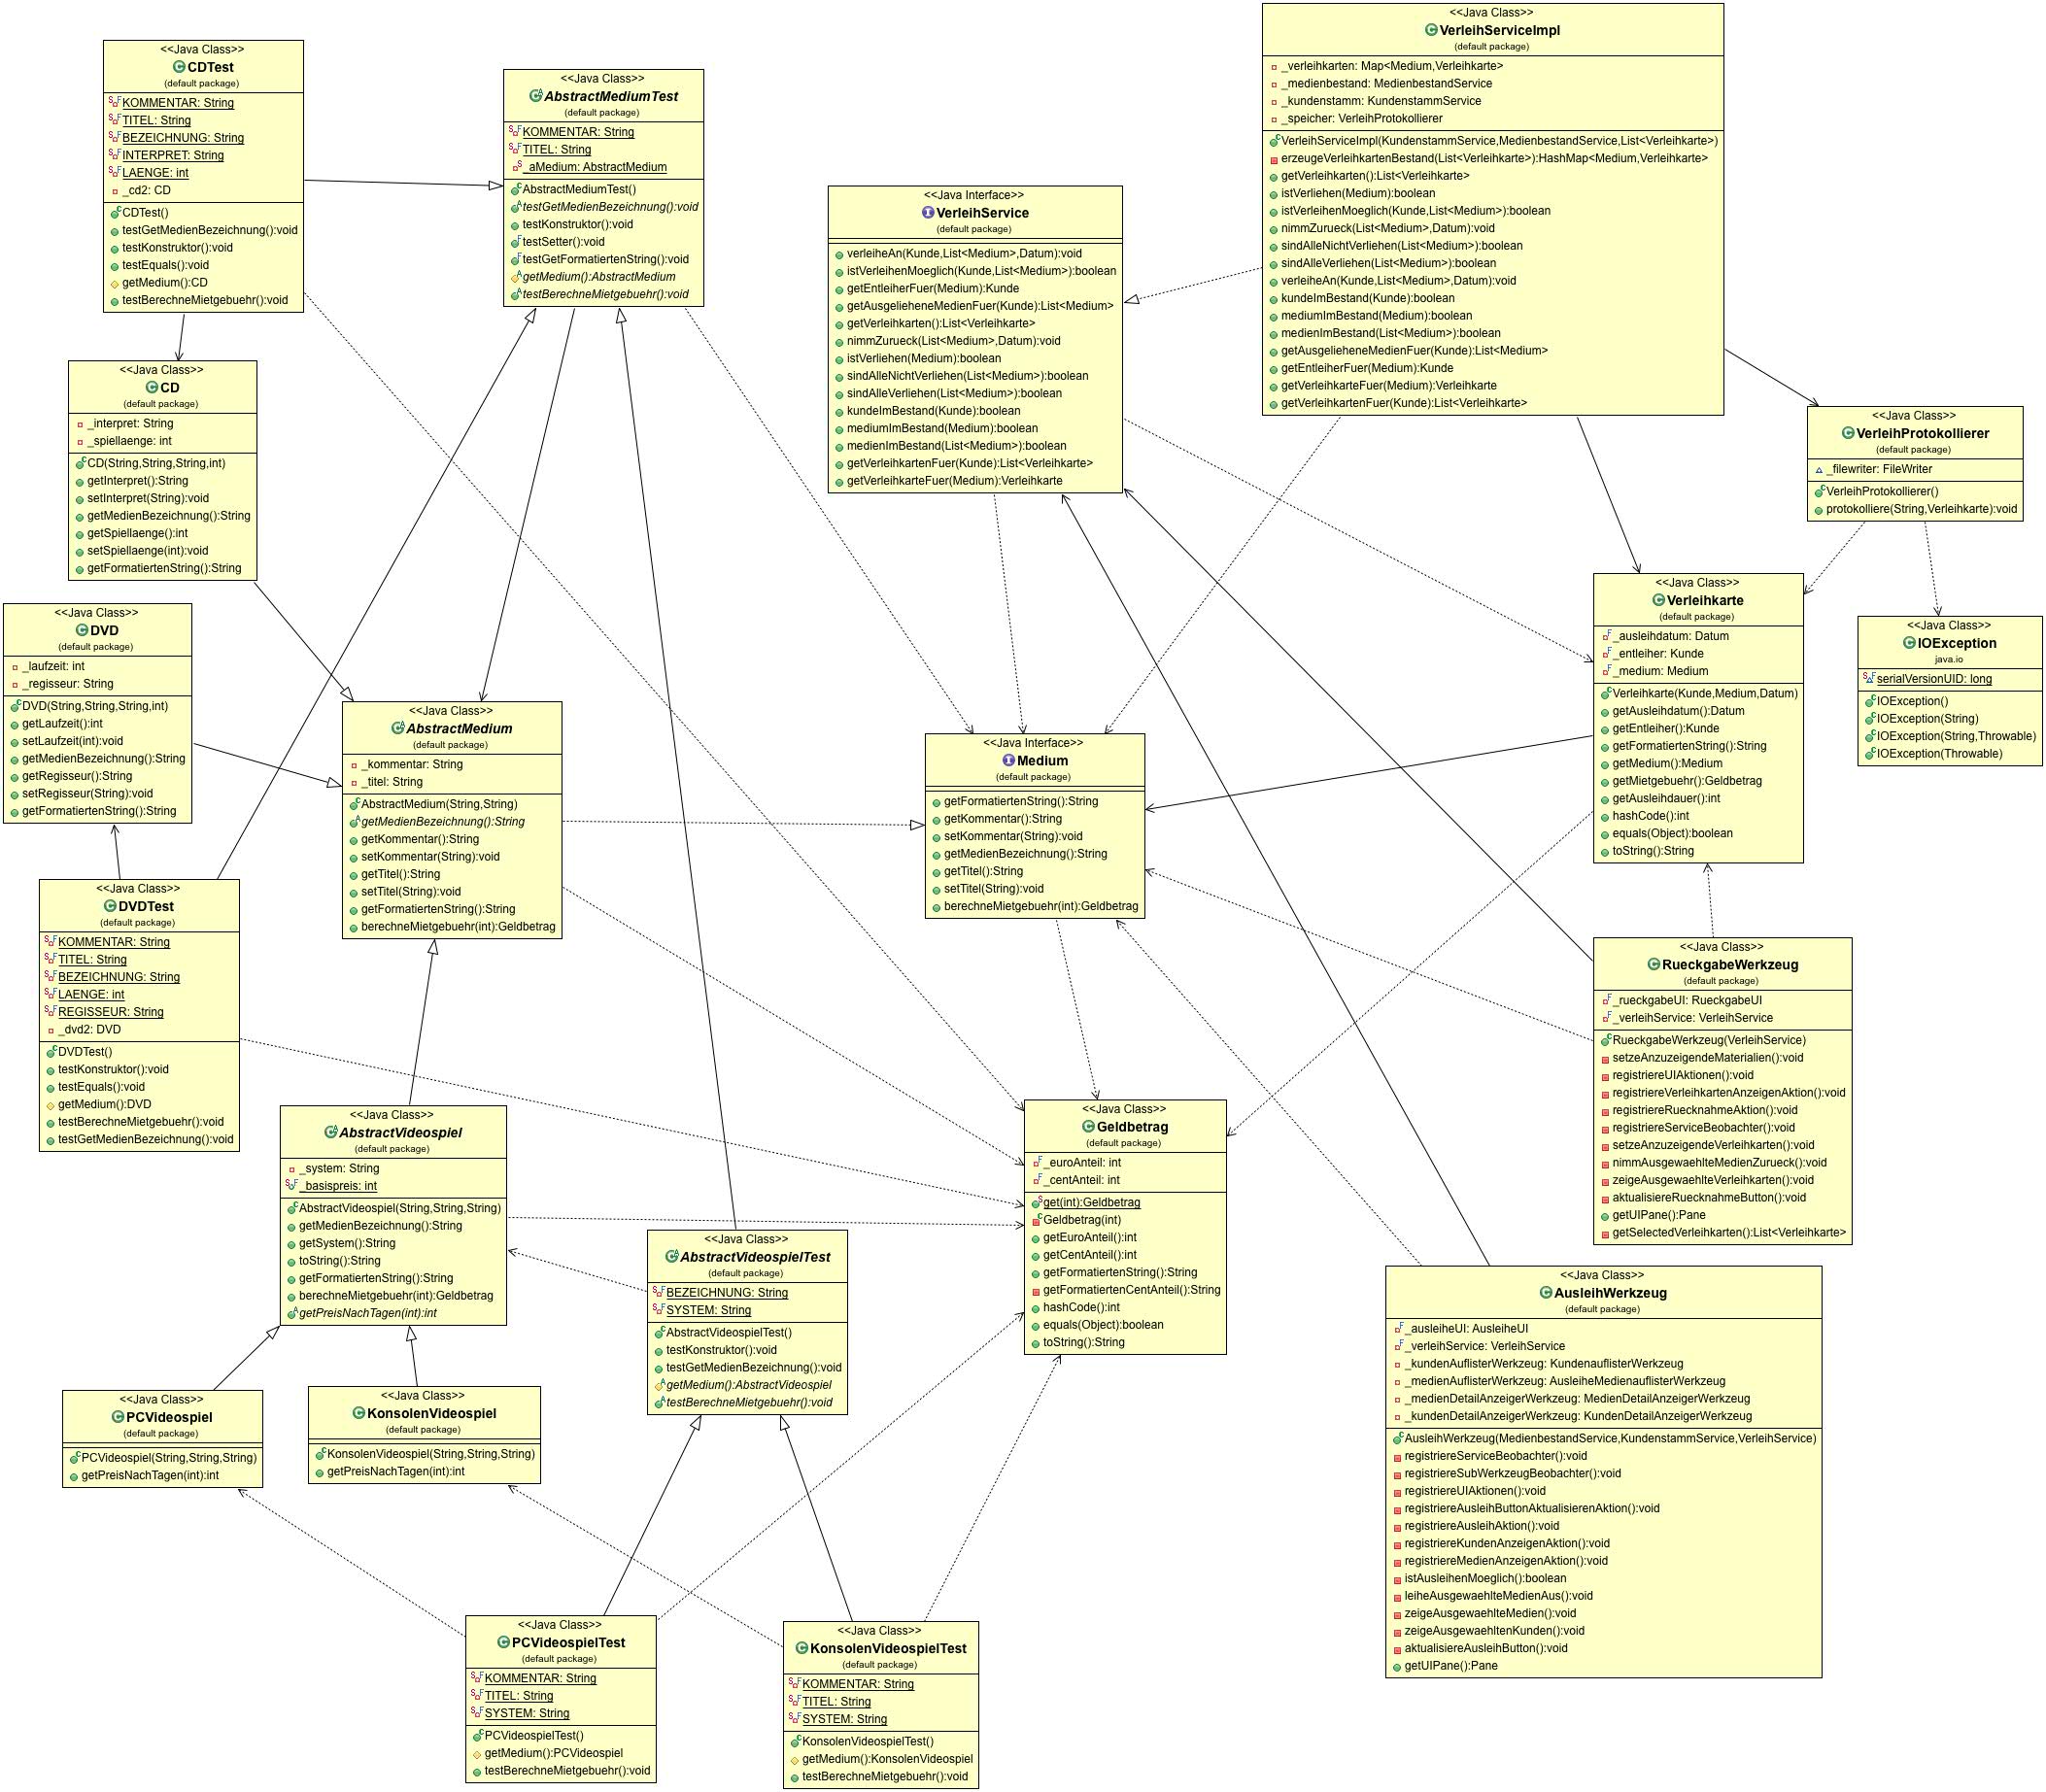 <<Java Class>>
CDTest
(default package)
KOMMENTAR: String
TITEL: String
BEZEICHNUNG: String
INTERPRET: String
LAENGE: int
_cd2: CD
CDTest()
testGetMedienBezeichnung():void
testKonstruktor():void
testEquals():void
getMedium():CD
testBerechneMietgebuehr():void
<<Java Class>>
AbstractMediumTest
(default package)
KOMMENTAR: String
TITEL: String
_aMedium: AbstractMedium
AbstractMediumTest()
testGetMedienBezeichnung():void
testKonstruktor():void
testSetter():void
testGetFormatiertenString():void
getMedium():AbstractMedium
testBerechneMietgebuehr():void
<<Java Interface>>
VerleihService
(default package)
verleiheAn(Kunde,List<Medium>,Datum):void
istVerleihenMoeglich(Kunde,List<Medium>):boolean
getEntleiherFuer(Medium):Kunde
getAusgelieheneMedienFuer(Kunde):List<Medium>
getVerleihkarten():List<Verleihkarte>
nimmZurueck(List<Medium>,Datum):void
istVerliehen(Medium):boolean
sindAlleNichtVerliehen(List<Medium>):boolean
sindAlleVerliehen(List<Medium>):boolean
kundeImBestand(Kunde):boolean
mediumImBestand(Medium):boolean
medienImBestand(List<Medium>):boolean
getVerleihkartenFuer(Kunde):List<Verleihkarte>
getVerleihkarteFuer(Medium):Verleihkarte
<<Java Class>>
VerleihServiceImpl
(default package)
_verleihkarten: Map<Medium,Verleihkarte>
_medienbestand: MedienbestandService
_kundenstamm: KundenstammService
_speicher: VerleihProtokollierer
VerleihServiceImpl(KundenstammService,MedienbestandService,List<Verleihkarte>)
erzeugeVerleihkartenBestand(List<Verleihkarte>):HashMap<Medium,Verleihkarte>
getVerleihkarten():List<Verleihkarte>
istVerliehen(Medium):boolean
istVerleihenMoeglich(Kunde,List<Medium>):boolean
nimmZurueck(List<Medium>,Datum):void
sindAlleNichtVerliehen(List<Medium>):boolean
sindAlleVerliehen(List<Medium>):boolean
verleiheAn(Kunde,List<Medium>,Datum):void
kundeImBestand(Kunde):boolean
mediumImBestand(Medium):boolean
medienImBestand(List<Medium>):boolean
getAusgelieheneMedienFuer(Kunde):List<Medium>
getEntleiherFuer(Medium):Kunde
getVerleihkarteFuer(Medium):Verleihkarte
getVerleihkartenFuer(Kunde):List<Verleihkarte>
<<Java Class>>
CD
(default package)
_interpret: String
_spiellaenge: int
CD(String,String,String,int)
getInterpret():String
setInterpret(String):void
getMedienBezeichnung():String
getSpiellaenge():int
setSpiellaenge(int):void
getFormatiertenString():String
<<Java Class>>
VerleihProtokollierer
(default package)
_filewriter: FileWriter
VerleihProtokollierer()
protokolliere(String,Verleihkarte):void
<<Java Class>>
DVD
(default package)
_laufzeit: int
_regisseur: String
DVD(String,String,String,int)
getLaufzeit():int
setLaufzeit(int):void
getMedienBezeichnung():String
getRegisseur():String
setRegisseur(String):void
getFormatiertenString():String
<<Java Class>>
AbstractMedium
(default package)
_kommentar: String
_titel: String
AbstractMedium(String,String)
getMedienBezeichnung():String
getKommentar():String
setKommentar(String):void
getTitel():String
setTitel(String):void
getFormatiertenString():String
berechneMietgebuehr(int):Geldbetrag
<<Java Interface>>
Medium
(default package)
getFormatiertenString():String
getKommentar():String
setKommentar(String):void
getMedienBezeichnung():String
getTitel():String
setTitel(String):void
berechneMietgebuehr(int):Geldbetrag
<<Java Class>>
Verleihkarte
(default package)
_ausleihdatum: Datum
_entleiher: Kunde
_medium: Medium
Verleihkarte(Kunde,Medium,Datum)
getAusleihdatum():Datum
getEntleiher():Kunde
getFormatiertenString():String
getMedium():Medium
getMietgebuehr():Geldbetrag
getAusleihdauer():int
hashCode():int
equals(Object):boolean
toString():String
<<Java Class>>
IOException
java.io
serialVersionUID: long
IOException()
IOException(String)
IOException(String,Throwable)
IOException(Throwable)
<<Java Class>>
DVDTest
(default package)
KOMMENTAR: String
TITEL: String
BEZEICHNUNG: String
LAENGE: int
REGISSEUR: String
_dvd2: DVD
DVDTest()
testKonstruktor():void
testEquals():void
getMedium():DVD
testBerechneMietgebuehr():void
testGetMedienBezeichnung():void
<<Java Class>>
RueckgabeWerkzeug
(default package)
_rueckgabeUI: RueckgabeUI
_verleihService: VerleihService
RueckgabeWerkzeug(VerleihService)
setzeAnzuzeigendeMaterialien():void
registriereUIAktionen():void
registriereVerleihkartenAnzeigenAktion():void
registriereRuecknahmeAktion():void
registriereServiceBeobachter():void
setzeAnzuzeigendeVerleihkarten():void
nimmAusgewaehlteMedienZurueck():void
zeigeAusgewaehlteVerleihkarten():void
aktualisiereRuecknahmeButton():void
getUIPane():Pane
getSelectedVerleihkarten():List<Verleihkarte>
<<Java Class>>
AbstractVideospiel
(default package)
_system: String
_basispreis: int
AbstractVideospiel(String,String,String)
getMedienBezeichnung():String
getSystem():String
toString():String
getFormatiertenString():String
berechneMietgebuehr(int):Geldbetrag
getPreisNachTagen(int):int
<<Java Class>>
Geldbetrag
(default package)
_euroAnteil: int
_centAnteil: int
get(int):Geldbetrag
Geldbetrag(int)
getEuroAnteil():int
getCentAnteil():int
getFormatiertenString():String
getFormatiertenCentAnteil():String
hashCode():int
equals(Object):boolean
toString():String
<<Java Class>>
AbstractVideospielTest
(default package)
BEZEICHNUNG: String
SYSTEM: String
AbstractVideospielTest()
testKonstruktor():void
testGetMedienBezeichnung():void
getMedium():AbstractVideospiel
testBerechneMietgebuehr():void
<<Java Class>>
AusleihWerkzeug
(default package)
_ausleiheUI: AusleiheUI
_verleihService: VerleihService
_kundenAuflisterWerkzeug: KundenauflisterWerkzeug
_medienAuflisterWerkzeug: AusleiheMedienauflisterWerkzeug
_medienDetailAnzeigerWerkzeug: MedienDetailAnzeigerWerkzeug
_kundenDetailAnzeigerWerkzeug: KundenDetailAnzeigerWerkzeug
AusleihWerkzeug(MedienbestandService,KundenstammService,VerleihService)
registriereServiceBeobachter():void
registriereSubWerkzeugBeobachter():void
registriereUIAktionen():void
registriereAusleihButtonAktualisierenAktion():void
registriereAusleihAktion():void
registriereKundenAnzeigenAktion():void
registriereMedienAnzeigenAktion():void
istAusleihenMoeglich():boolean
leiheAusgewaehlteMedienAus():void
zeigeAusgewaehlteMedien():void
zeigeAusgewaehltenKunden():void
aktualisiereAusleihButton():void
getUIPane():Pane
<<Java Class>>
PCVideospiel
(default package)
PCVideospiel(String,String,String)
getPreisNachTagen(int):int
<<Java Class>>
KonsolenVideospiel
(default package)
KonsolenVideospiel(String,String,String)
getPreisNachTagen(int):int
<<Java Class>>
PCVideospielTest
(default package)
KOMMENTAR: String
TITEL: String
SYSTEM: String
PCVideospielTest()
getMedium():PCVideospiel
testBerechneMietgebuehr():void
<<Java Class>>
KonsolenVideospielTest
(default package)
KOMMENTAR: String
TITEL: String
SYSTEM: String
KonsolenVideospielTest()
getMedium():KonsolenVideospiel
testBerechneMietgebuehr():void